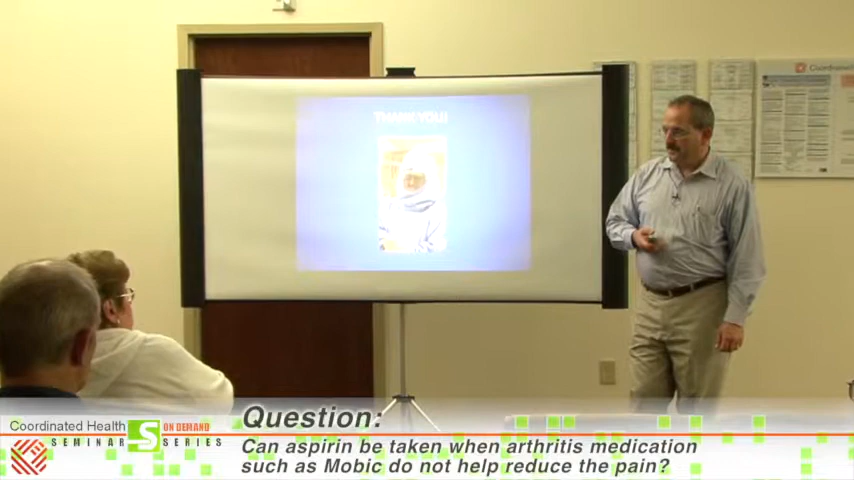 THANK YOU!
Coordinated
Coordinated Health
ON DEMAND
S
SEMINAR SERIES
Question:
Can aspirin be taken when arthritis medication
such as Mobic do not help reduce the pain?